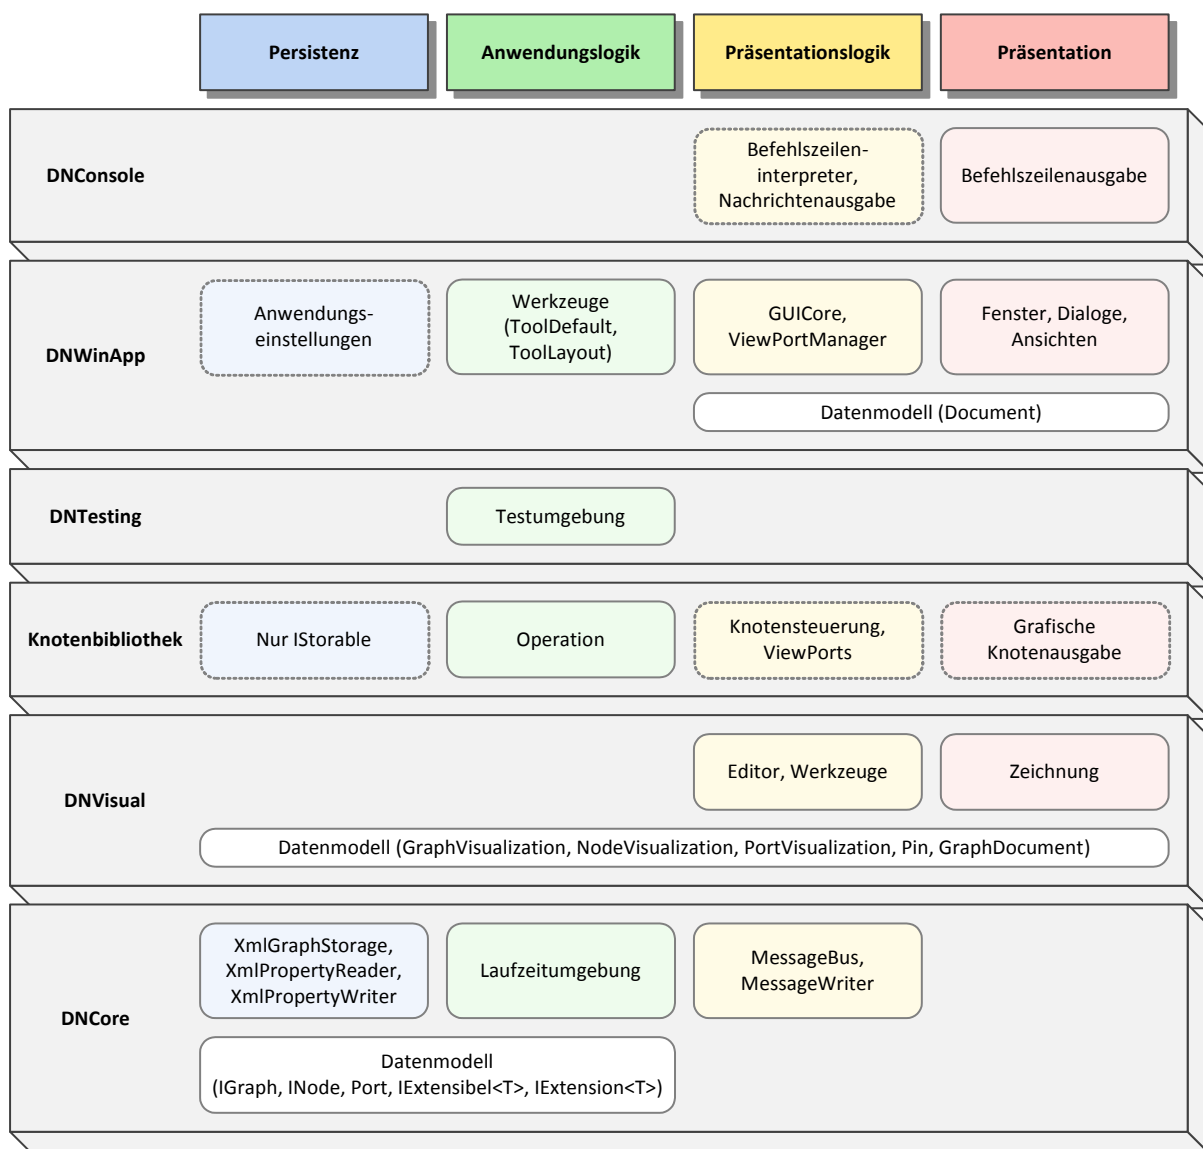 Persistenz
Anwendungslogik
Präsentationslogik
Präsentation
DNConsole
Befehlszeilen-
interpreter,
Nachrichtenausgabe
Befehlszeilenausgabe
DNWinApp
Anwendungs-
einstellungen
Werkzeuge
(ToolDefault,
ToolLayout)
GUICore,
ViewPortManager
Fenster, Dialoge,
Ansichten
Datenmodell (Document)
DNTesting
Testumgebung
Knotenbibliothek
Nur IStorable
Operation
Knotensteuerung,
ViewPorts
Grafische
Knotenausgabe
DNVisual
Editor, Werkzeuge
Zeichnung
Datenmodell (GraphVisualization, NodeVisualization, PortVisualization, Pin, GraphDocument)
DNCore
XmlGraphStorage,
XmlPropertyReader,
XmlPropertyWriter
Laufzeitumgebung
MessageBus,
MessageWriter
Datenmodell
(IGraph, INode, Port, IExtensibel<T>, IExtension<T>)